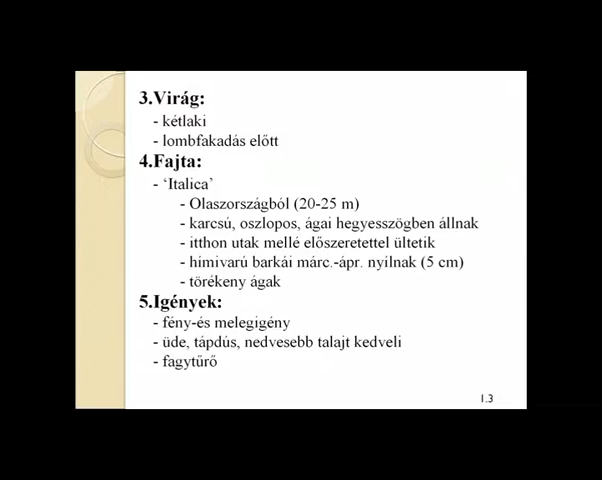 3.Virág:
- kétlaki
- lombfakadás előtt
4.Fajta:
- ‘Italica’
- Olaszországból (20-25 m)
- karcsú, oszlopos, ágai hegyesszögben állnak
- itthon utak mellé előszeretettel ültetik
- hímivarú barkái márc.-ápr. nyílnak (5 cm)
- törékeny ágak
5.Igények:
- fény-és melegigény
- üde, tápdús, nedvesebb talajt kedveli
- fagytűrő
1.3